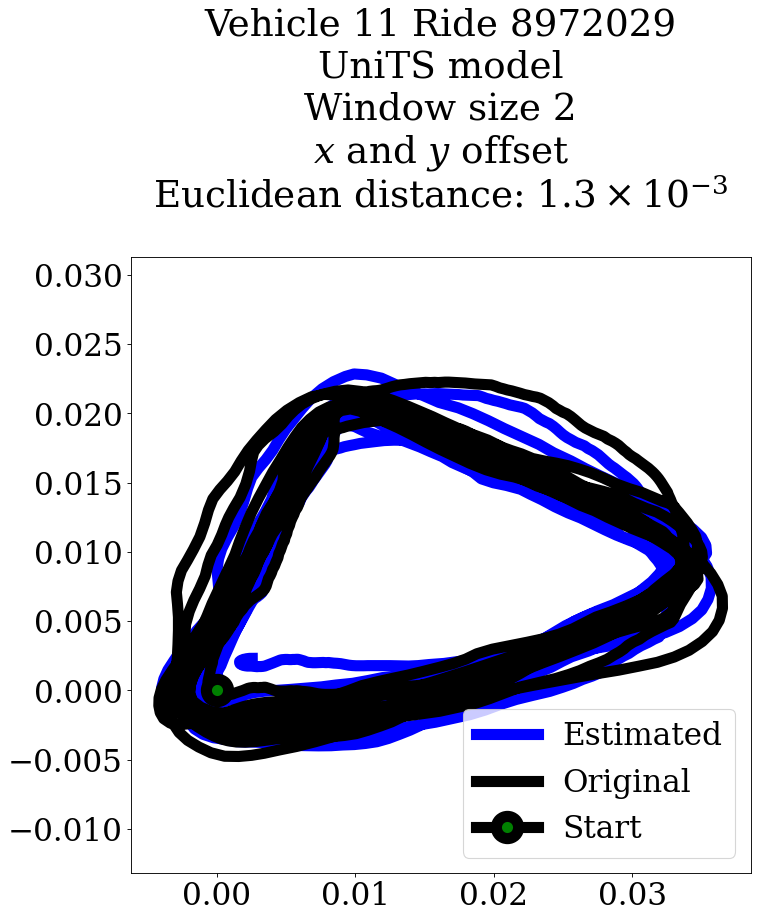 Vehicle 11 Ride 8972029
UniTS model
Window size 2
x and y offset
Euclidean distance: 1.3 × 10⁻³
0.030
0.025
0.020
0.015
0.010
0.005
0.000
−0.005
−0.010
0.00 0.01 0.02 0.03
Estimated
Original
Start